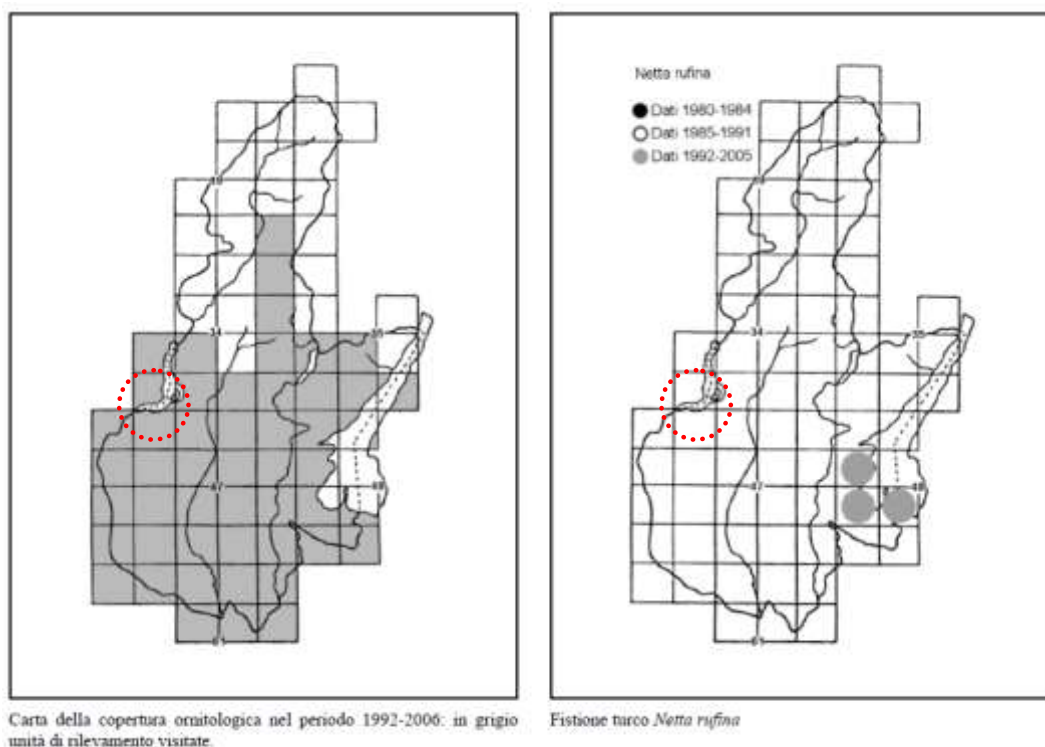 34
35
47
48
61
Carta della copertura ornitologica nel periodo 1992-2006: in grigio
unità di rilevamento visitate.
Netta rufina
Dati 1980-1984
Dati 1985-1991
Dati 1992-2005
34
35
47
48
61
Fistione turco Netta rufina